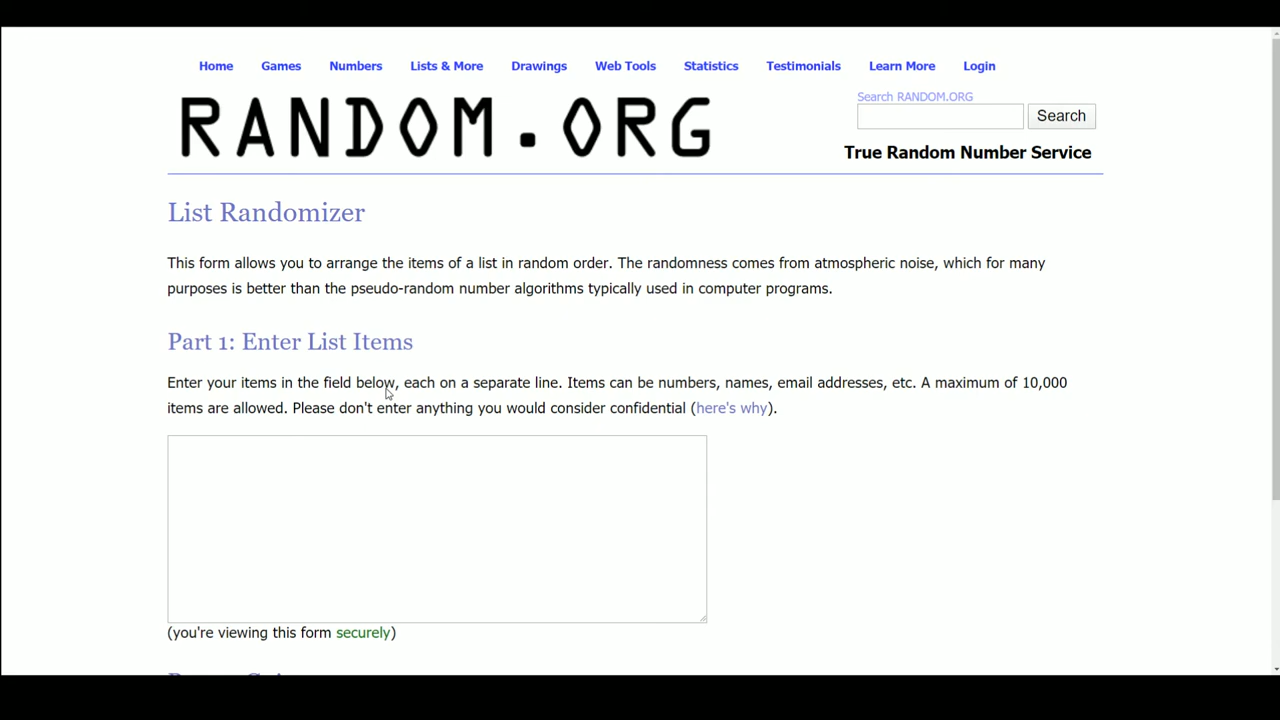 Home Games Numbers Lists & More Drawings Web Tools Statistics Testimonials Learn More Login
RANDOM.ORG
Search RANDOM.ORG
Search
True Random Number Service
List Randomizer
This form allows you to arrange the items of a list in random order. The randomness comes from atmospheric noise, which for many
purposes is better than the pseudo-random number algorithms typically used in computer programs.
Part 1: Enter List Items
Enter your items in the field below, each on a separate line. Items can be numbers, names, email addresses, etc. A maximum of 10,000
items are allowed. Please don't enter anything you would consider confidential (here's why).
(you're viewing this form securely)